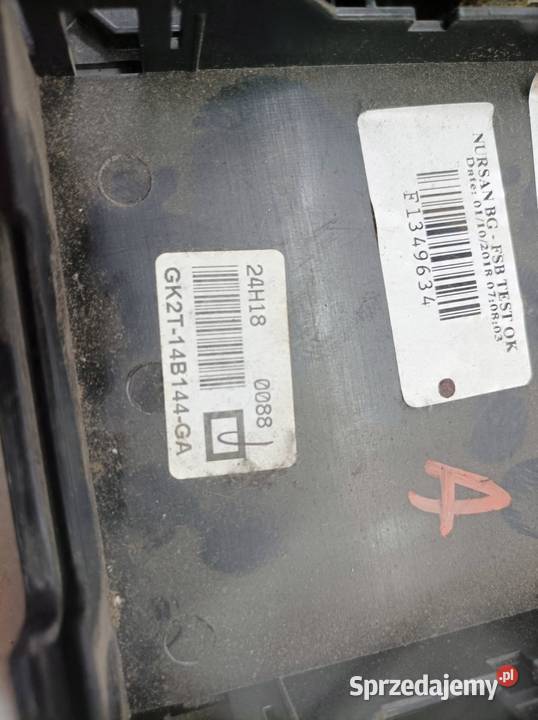 24H18 0088
GK2T-14B144-GA
NURSAN BG - FSB TEST OK
Date: 01/10/2018 07:08:03
F1349634
A
Sprzedajemy.pl